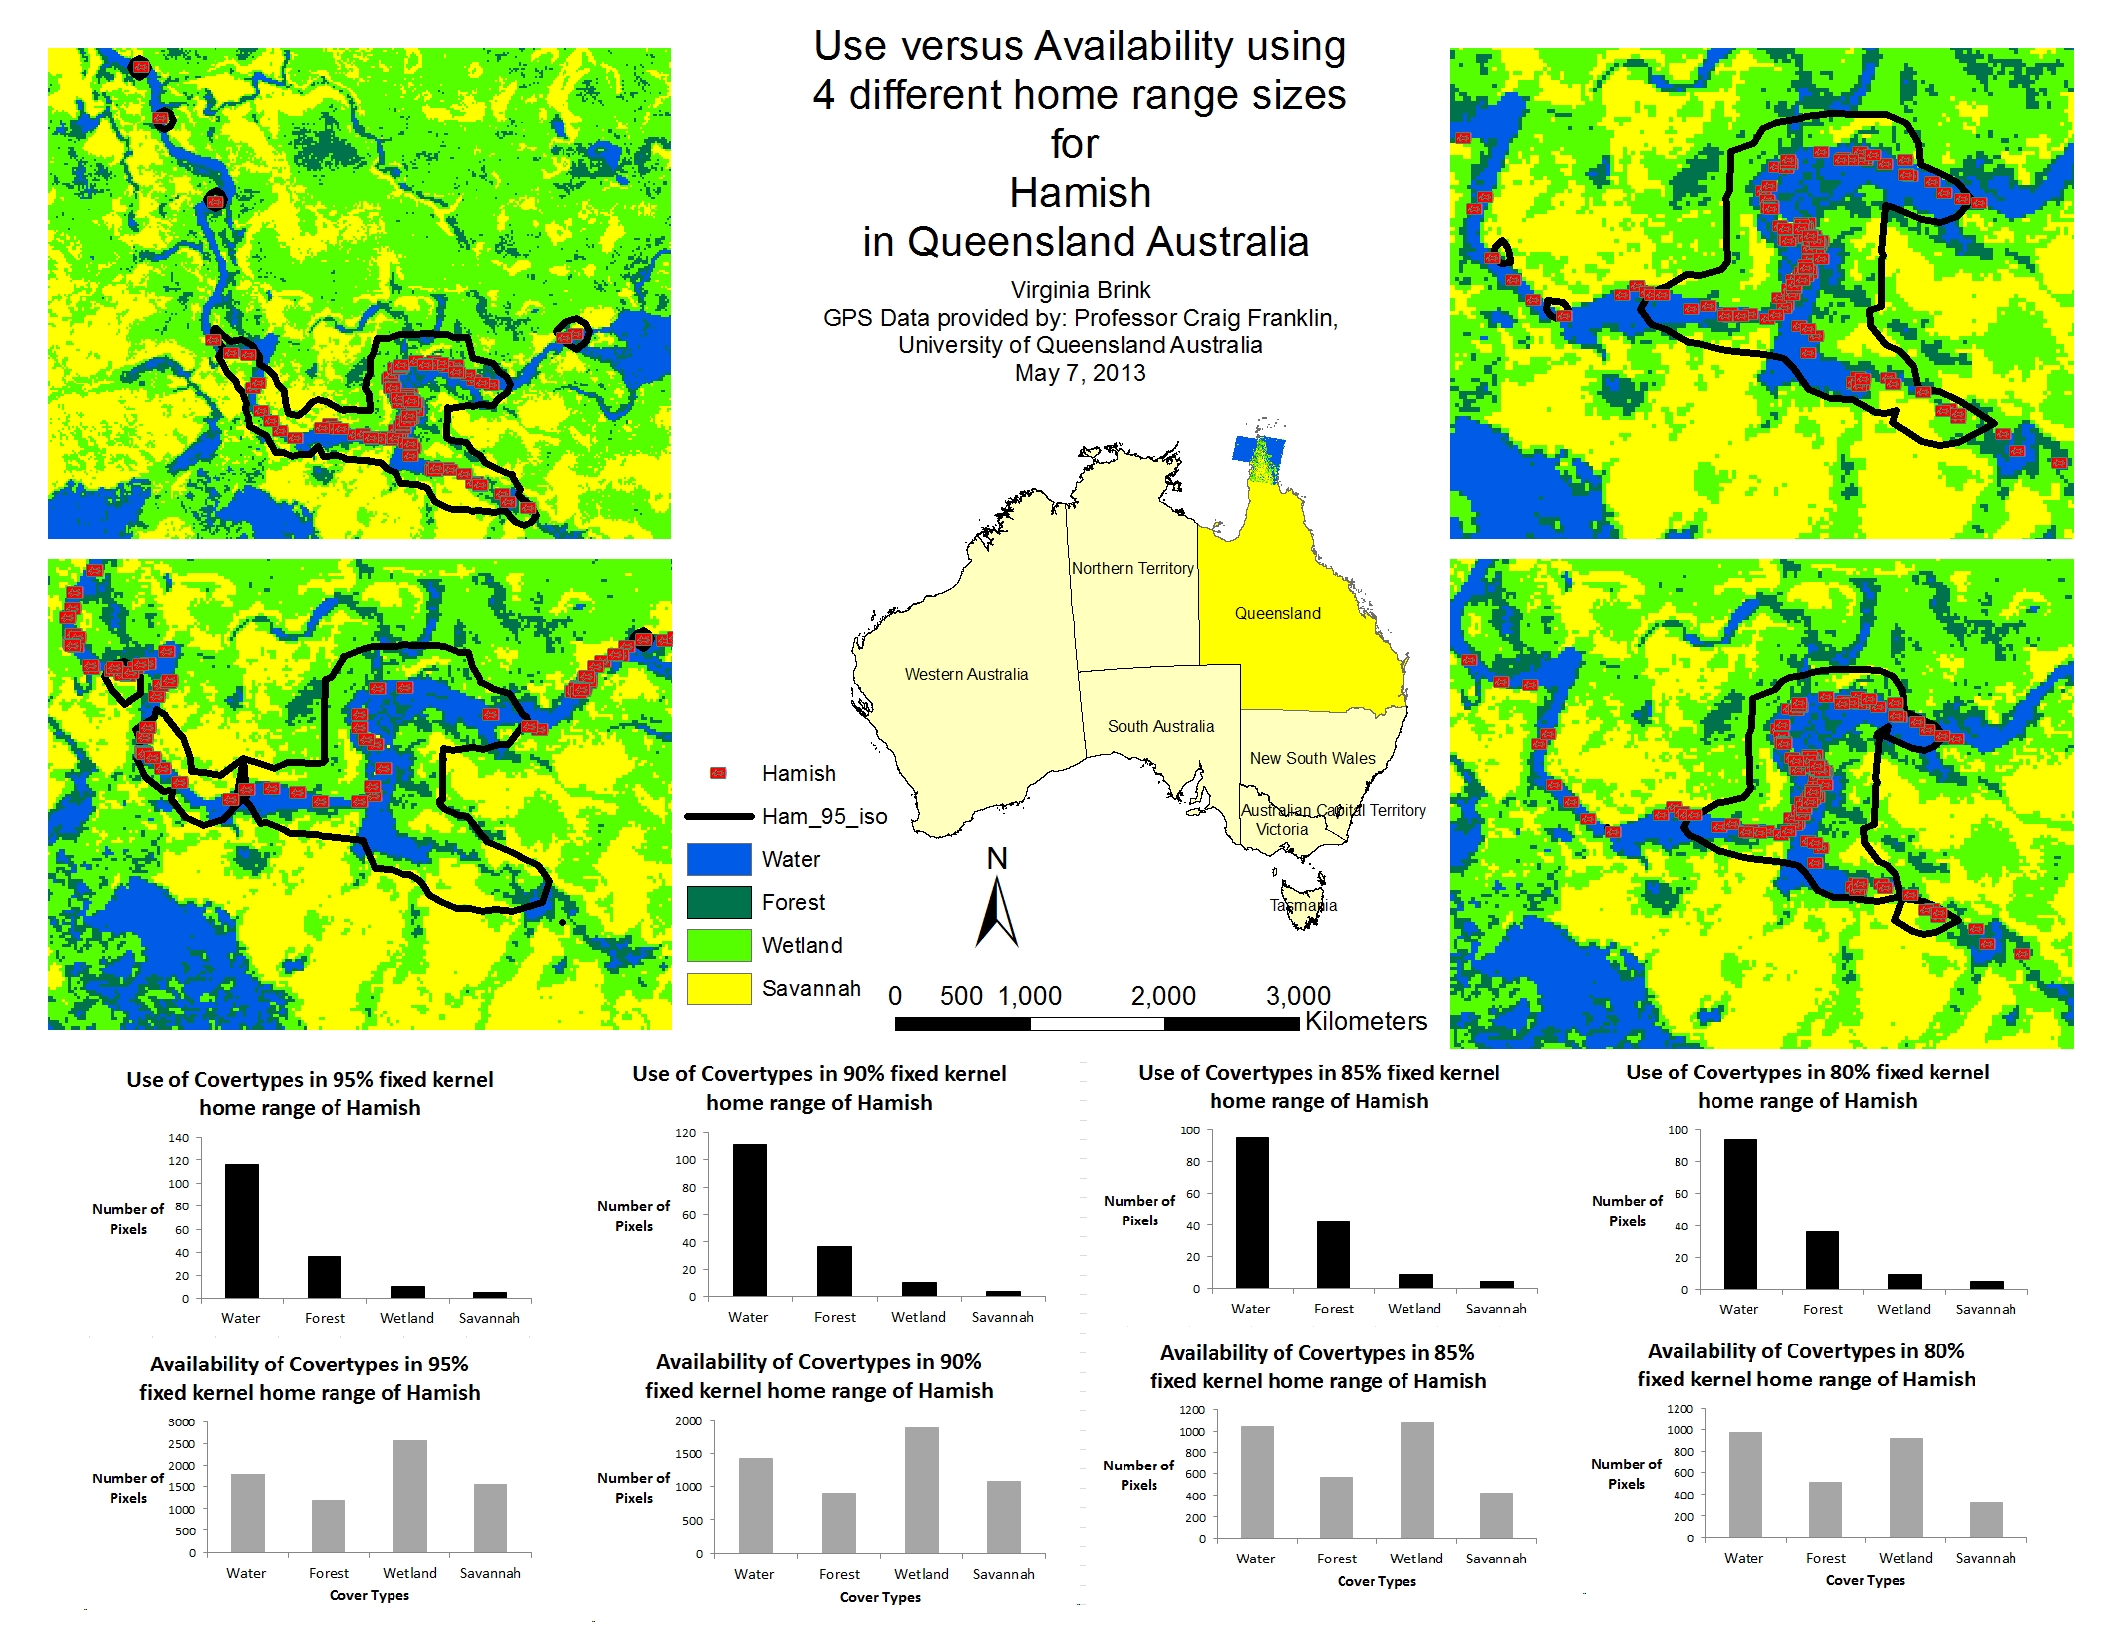 Use versus Availability using
4 different home range sizes
for
Hamish
in Queensland Australia
Virginia Brink
GPS Data provided by: Professor Craig Franklin,
University of Queensland Australia
May 7, 2013
Northern Territory
Queensland
Western Australia
South Australia
New South Wales
Australian Capital Territory
Victoria
Tasmania
Hamish
Ham_95_iso
Water
Forest
Wetland
Savannah
N
0 500 1,000 2,000 3,000
Kilometers
Use of Covertypes in 95% fixed kernel
home range of Hamish
140
120
100
80
60
40
20
0
Number of
Pixels
Water Forest Wetland Savannah
Use of Covertypes in 90% fixed kernel
home range of Hamish
120
100
80
60
40
20
0
Number of
Pixels
Water Forest Wetland Savannah
Use of Covertypes in 85% fixed kernel
home range of Hamish
100
80
60
40
20
0
Number of
Pixels
Water Forest Wetland Savannah
Use of Covertypes in 80% fixed kernel
home range of Hamish
100
80
60
40
20
0
Number of
Pixels
Water Forest Wetland Savannah
Availability of Covertypes in 95%
fixed kernel home range of Hamish
3000
2500
2000
1500
1000
500
0
Number of
Pixels
Water Forest Wetland Savannah
Cover Types
Availability of Covertypes in 90%
fixed kernel home range of Hamish
2000
1500
1000
500
0
Number of
Pixels
Water Forest Wetland Savannah
Cover Types
Availability of Covertypes in 85%
fixed kernel home range of Hamish
1200
1000
800
600
400
200
0
Number of
Pixels
Water Forest Wetland Savannah
Cover Types
Availability of Covertypes in 80%
fixed kernel home range of Hamish
1200
1000
800
600
400
200
0
Number of
Pixels
Water Forest Wetland Savannah
Cover Types